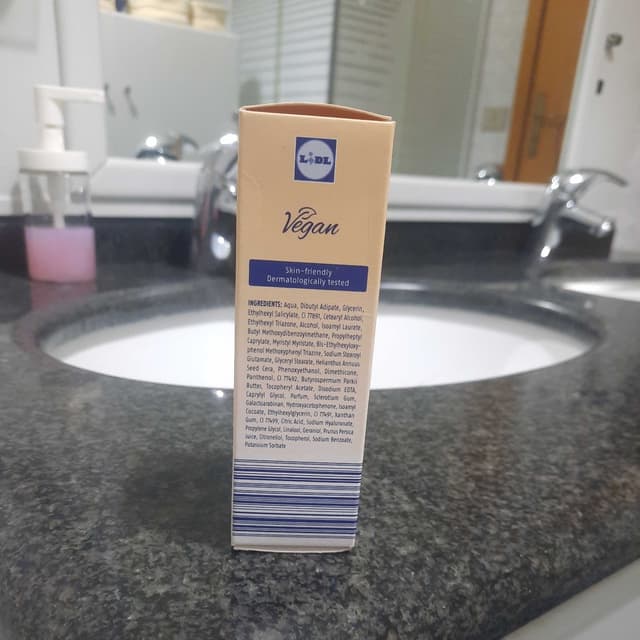 LIDL
Vegan
Skin-friendly
Dermatologically tested
INGREDIENTS: Aqua, Dibutyl Adipate, Glycerin,
Ethylhexyl Salicylate, CI 77891, Cetearyl Alcohol,
Ethylhexyl Triazone, Alcohol, Isoamyl Laurate,
Butyl Methoxydibenzoylmethane, Propylheptyl
Caprylate, Myristyl Myristate, Bis-Ethylhexyloxy-
phenol Methoxyphenyl Triazine, Sodium Stearoyl
Glutamate, Glyceryl Stearate, Helianthus Annuus
Seed Cera, Phenoxyethanol, Dimethicone,
Panthenol, CI 77492, Butyrospermum Parkii
Butter, Tocopheryl Acetate, Trisodium EDTA,
Caprylyl Glycol, Parfum, Sclerotium Gum,
Galactoarabinan, Hydroxyacetophenone, Isoamyl
Cocoate, Ethylhexylglycerin, CI 77491, Xanthan
Gum, CI 77499, Citric Acid, Sodium Hyaluronate,
Propylene Glycol, Linalool, Geraniol, Prunus Persica
Juice, Citronellol, Tocopherol, Sodium Benzoate,
Potassium Sorbate